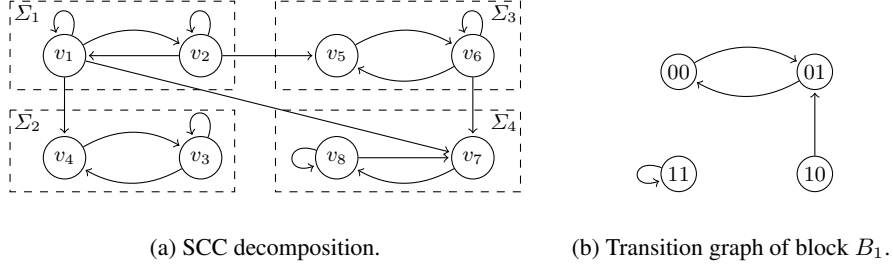 Σ1
Σ3
v1
v2
v5
v6
00
01
Σ2
Σ4
v4
v3
v8
v7
11
10
(a) SCC decomposition.
(b) Transition graph of block B1.